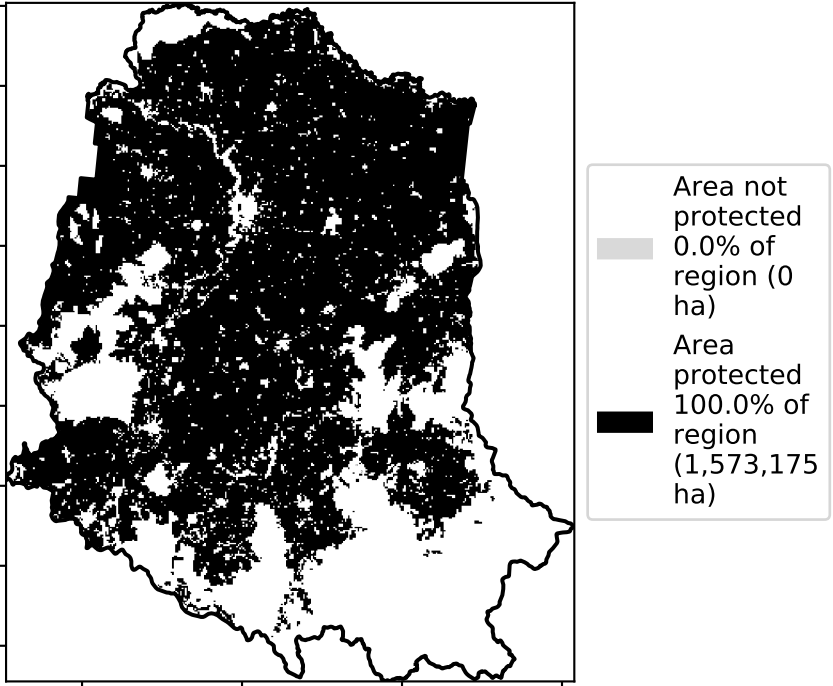 Area not
protected
0.0% of
region (0
ha)
Area
protected
100.0% of
region
(1,573,175
ha)